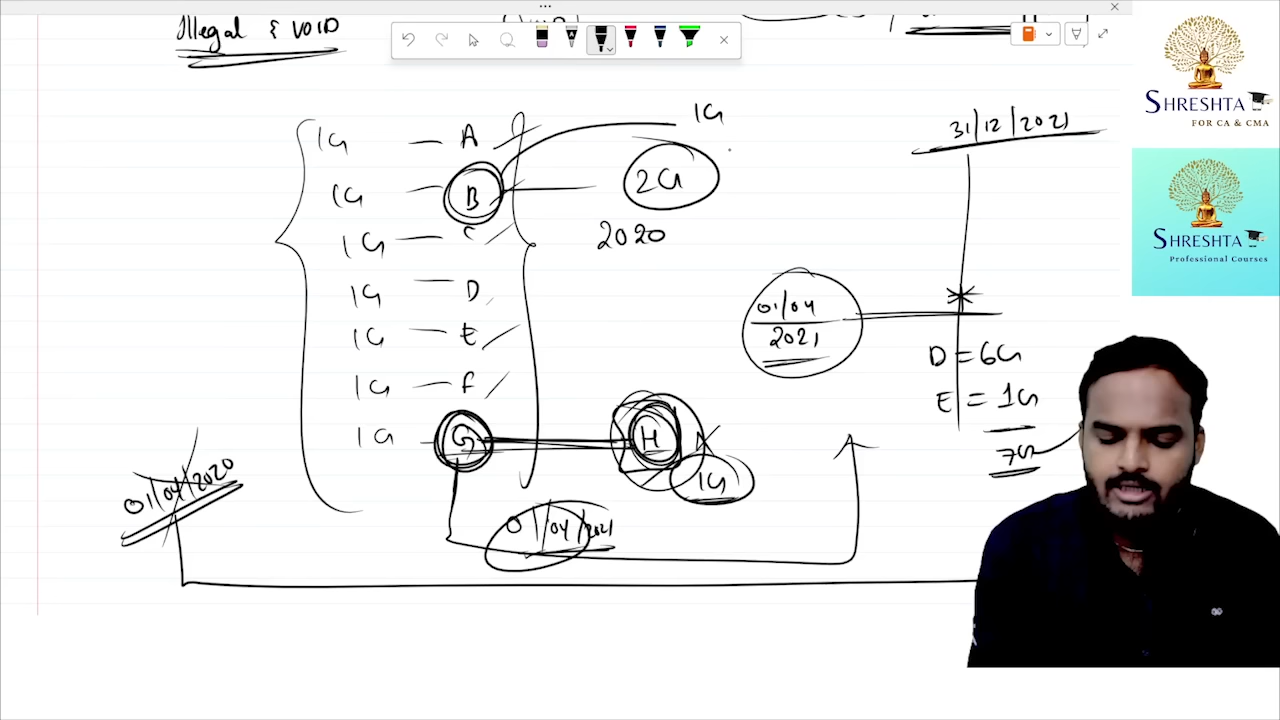 Illegal & VOID
1G — A
1G
1G — B
2G
1G — C
2020
1G — D
1G — E
1G — F
1G — G
H
1G
01/04/2020
01/04/2021
01/04
2021
31/12/2021
D = 6G
E = 1G
7G
SHRESHTA
FOR CA & CMA
SHRESHTA
Professional Courses